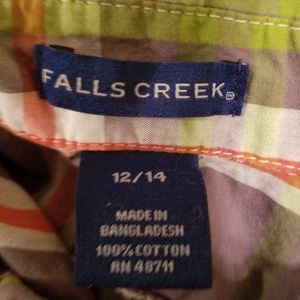 FALLS CREEK®
12/14
MADE IN
BANGLADESH
100% COTTON
RN 48711